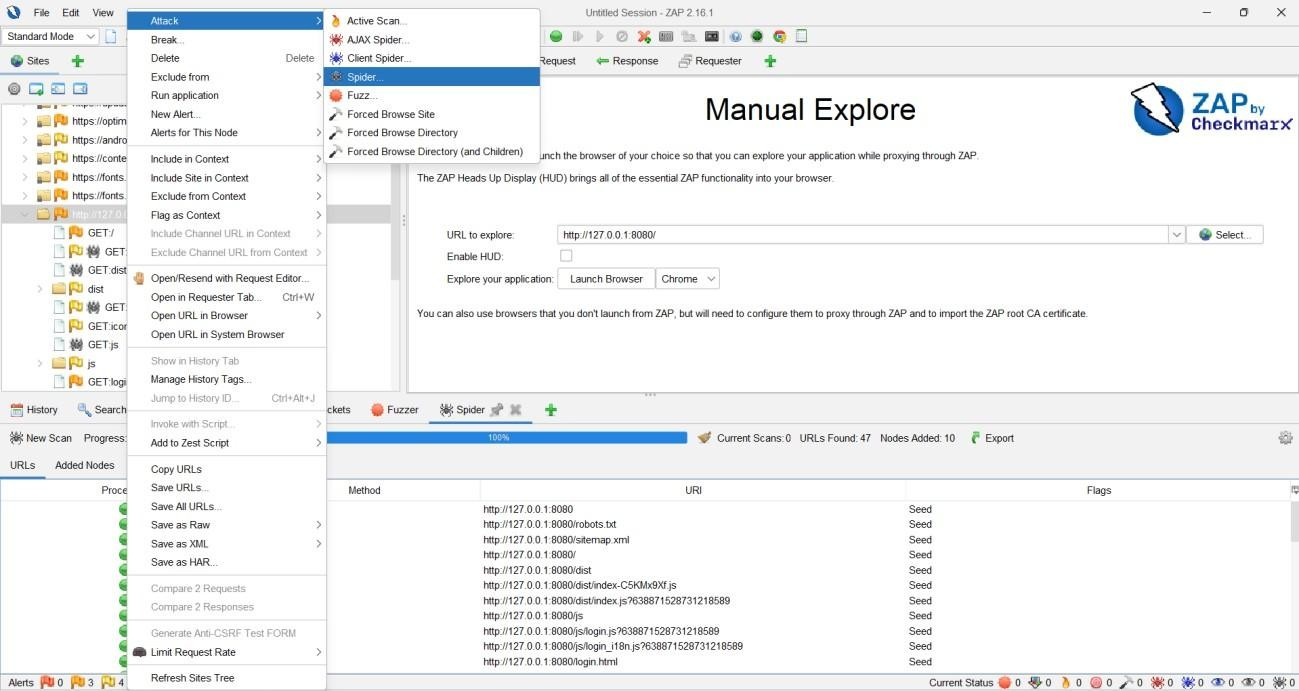 File Edit View
Untitled Session - ZAP 2.16.1
Standard Mode
Sites
Request
Response
Requester
Attack
Break...
Delete Delete
Exclude from
Run application
New Alert...
Alerts for This Node
Include in Context
Include Site in Context
Exclude from Context
Flag as Context
Include Channel URL in Context
Exclude Channel URL from Context
Open/Resend with Request Editor...
Open in Requester Tab... Ctrl+W
Open URL in Browser
Open URL in System Browser
Show in History Tab
Manage History Tags...
Jump to History ID... Ctrl+Alt+J
Invoke with Script...
Add to Zest Script
Copy URLs
Save URLs...
Save All URLs...
Save as Raw
Save as XML
Save as HAR...
Compare 2 Requests
Compare 2 Responses
Generate Anti-CSRF Test FORM
Limit Request Rate
Refresh Sites Tree
Active Scan...
AJAX Spider...
Client Spider...
Spider...
Fuzz...
Forced Browse Site
Forced Browse Directory
Forced Browse Directory (and Children)
https://optim
https://andro
https://conte
https://fonts.
https://fonts.
http://127.0.
GET:/
GET:
GET:dist
dist
GET:
GET:icon
GET:js
js
GET:logi
Manual Explore
ZAP by
Checkmarx
unch the browser of your choice so that you can explore your application while proxying through ZAP.
The ZAP Heads Up Display (HUD) brings all of the essential ZAP functionality into your browser.
URL to explore: http://127.0.0.1:8080/ Select...
Enable HUD:
Explore your application: Launch Browser Chrome
You can also use browsers that you don't launch from ZAP, but will need to configure them to proxy through ZAP and to import the ZAP root CA certificate.
History Search ckets Fuzzer Spider
New Scan Progress: 100% Current Scans: 0 URLs Found: 47 Nodes Added: 10 Export
URLs Added Nodes
Proce Method URI Flags
http://127.0.0.1:8080 Seed
http://127.0.0.1:8080/robots.txt Seed
http://127.0.0.1:8080/sitemap.xml Seed
http://127.0.0.1:8080/ Seed
http://127.0.0.1:8080/dist Seed
http://127.0.0.1:8080/dist/index-C5KMx9Xf.js Seed
http://127.0.0.1:8080/dist/index.js?638871528731218589 Seed
http://127.0.0.1:8080/js Seed
http://127.0.0.1:8080/js/login.js?638871528731218589 Seed
http://127.0.0.1:8080/js/login_i18n.js?638871528731218589 Seed
http://127.0.0.1:8080/login.html Seed
Alerts 0 3 4
Current Status 0 0 0 0 0 0 0 0 0 0